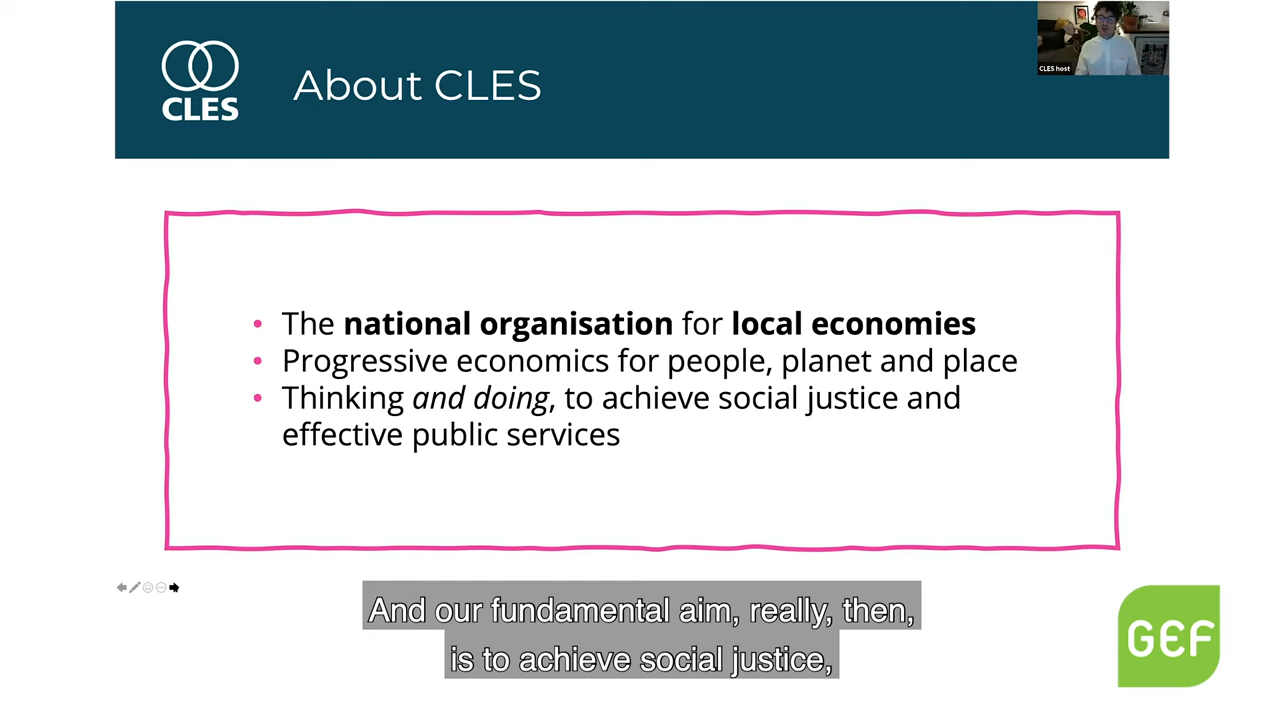 CLES
About CLES
CLES host
• The national organisation for local economies
• Progressive economics for people, planet and place
• Thinking and doing, to achieve social justice and
effective public services
And our fundamental aim, really, then,
is to achieve social justice,
GEF